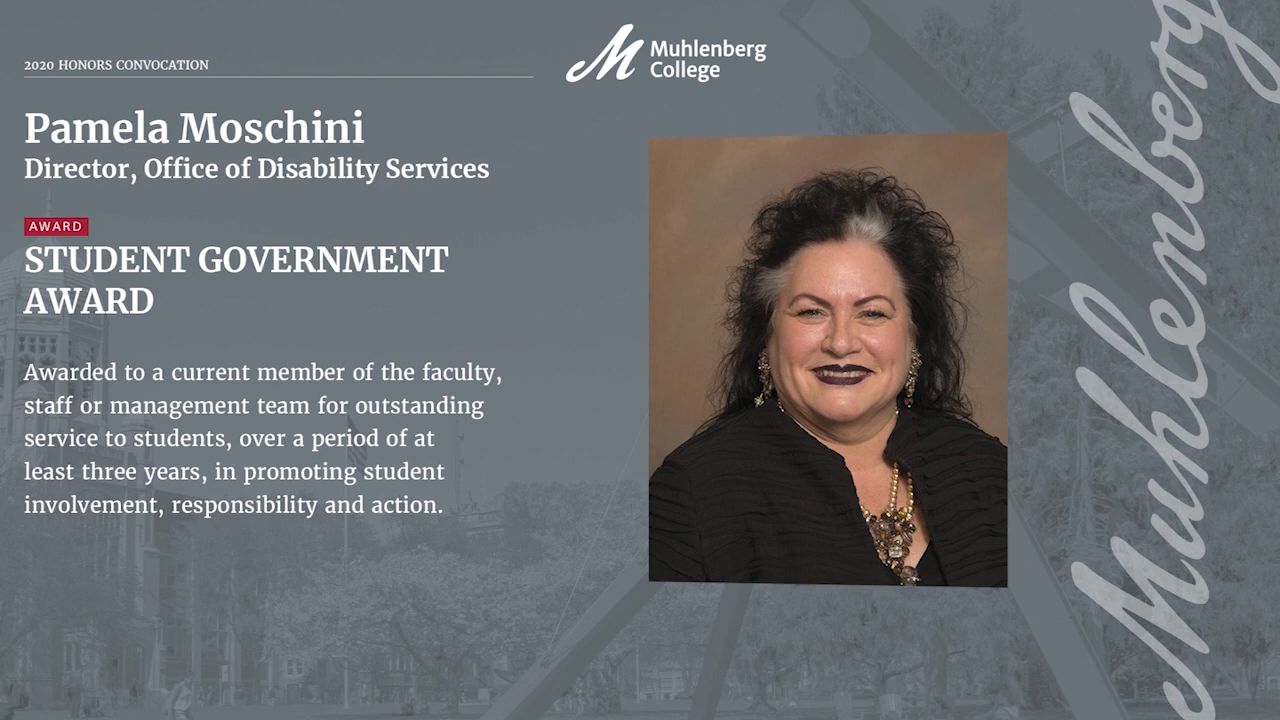 2020 HONORS CONVOCATION
Muhlenberg
College
Pamela Moschini
Director, Office of Disability Services
AWARD
STUDENT GOVERNMENT
AWARD
Awarded to a current member of the faculty,
staff or management team for outstanding
service to students, over a period of at
least three years, in promoting student
involvement, responsibility and action.
Muhlenberg